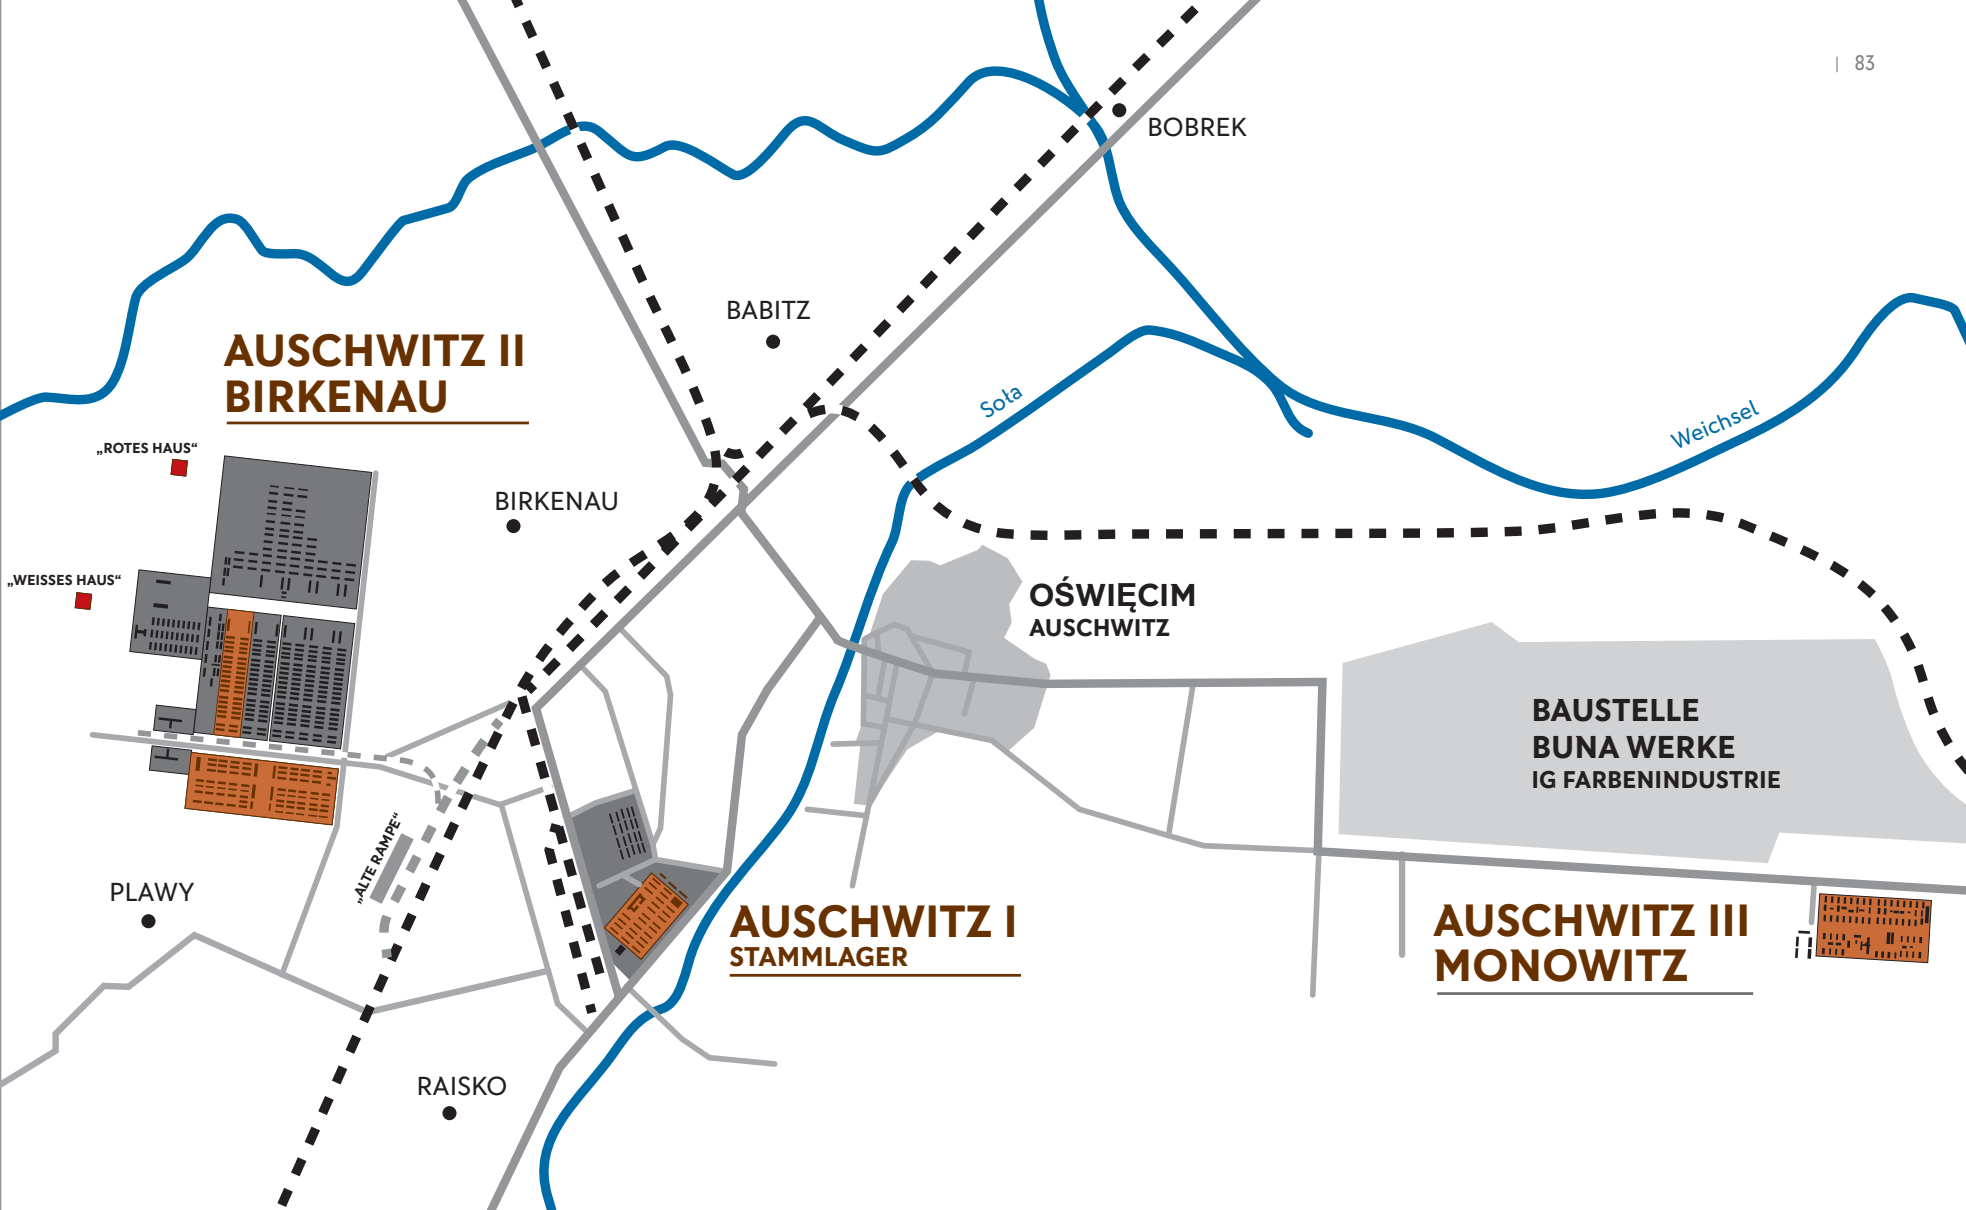 | 83
BOBREK
BABITZ
AUSCHWITZ II
BIRKENAU
Soła
Weichsel
„ROTES HAUS“
BIRKENAU
„WEISSES HAUS“
OŚWIĘCIM
AUSCHWITZ
BAUSTELLE
BUNA WERKE
IG FARBENINDUSTRIE
„ALTE RAMPE“
PLAWY
AUSCHWITZ I
STAMMLAGER
AUSCHWITZ III
MONOWITZ
RAISKO